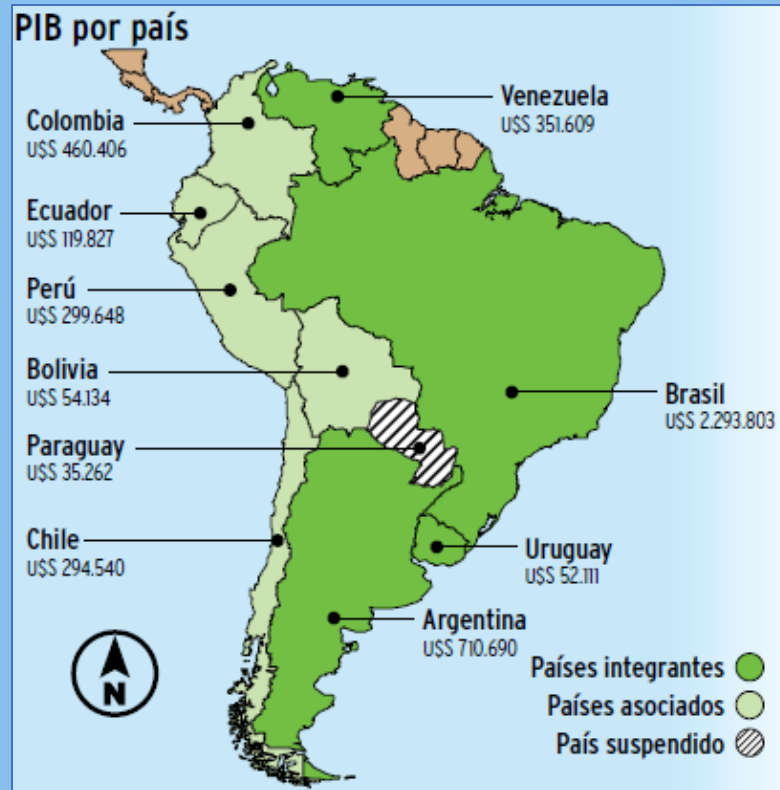 PIB por país
Colombia
U$S 460.406
Ecuador
U$S 119.827
Perú
U$S 299.648
Bolivia
U$S 54.134
Paraguay
U$S 35.262
Chile
U$S 294.540
Venezuela
U$S 351.609
Brasil
U$S 2.293.803
Uruguay
U$S 52.111
Argentina
U$S 710.690
N
Países integrantes
Países asociados
País suspendido